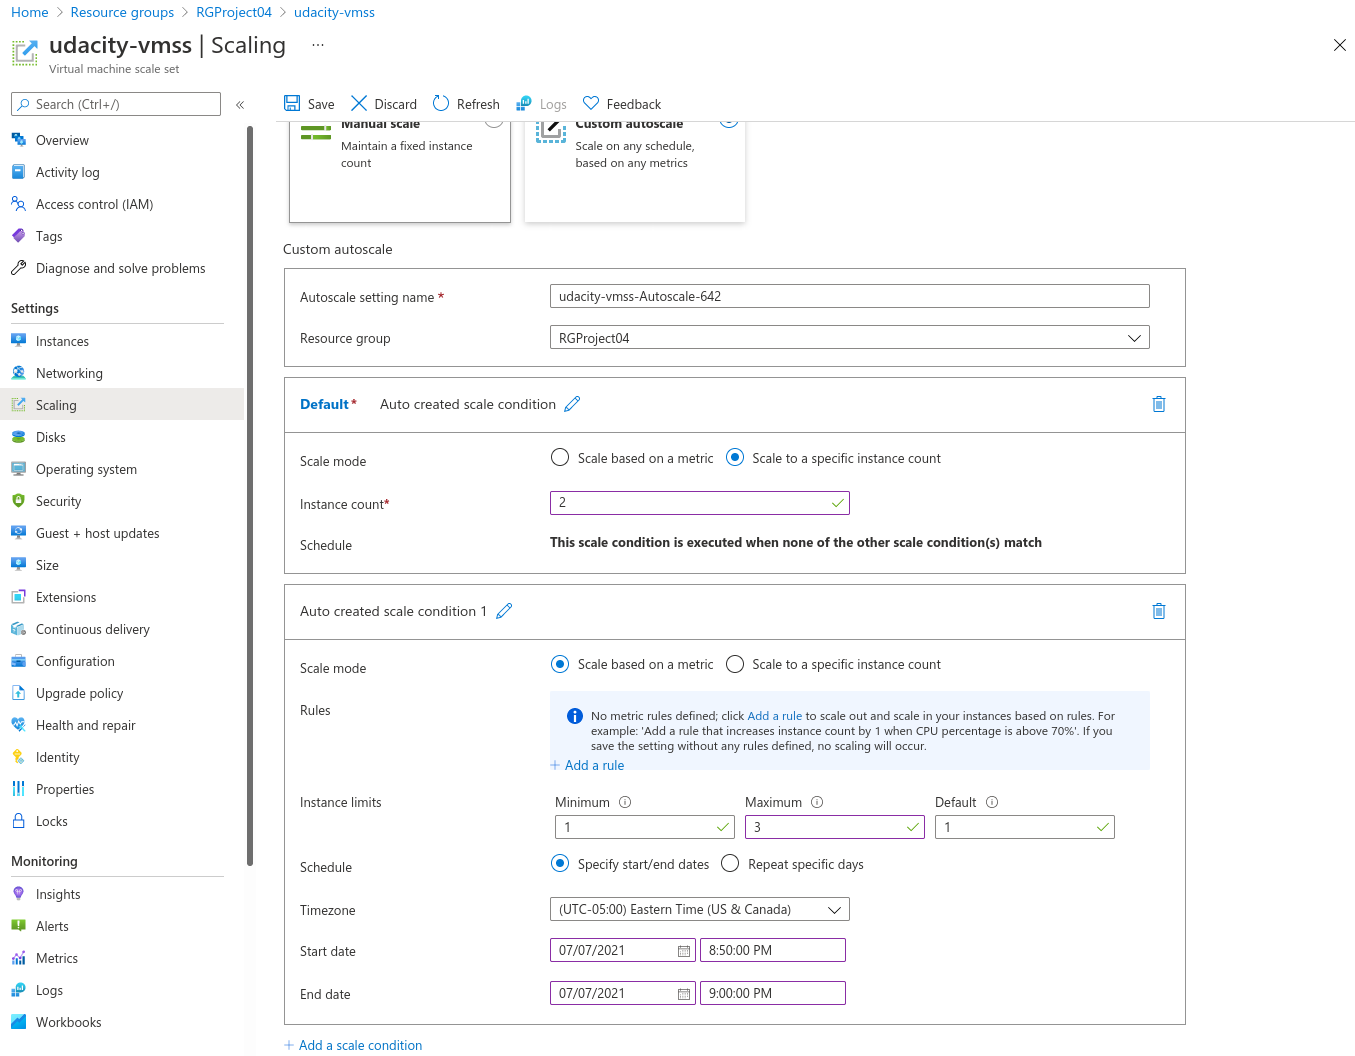 Home > Resource groups > RGProject04 > udacity-vmss
udacity-vmss | Scaling ...
Virtual machine scale set
Search (Ctrl+/)
«
Save Discard Refresh Logs Feedback
Overview
Activity log
Access control (IAM)
Tags
Diagnose and solve problems
Settings
Instances
Networking
Scaling
Disks
Operating system
Security
Guest + host updates
Size
Extensions
Continuous delivery
Configuration
Upgrade policy
Health and repair
Identity
Properties
Locks
Monitoring
Insights
Alerts
Metrics
Logs
Workbooks
Manual scale
Maintain a fixed instance
count
Custom autoscale
Scale on any schedule,
based on any metrics
Custom autoscale
Autoscale setting name * udacity-vmss-Autoscale-642
Resource group RGProject04
Default* Auto created scale condition
Scale mode Scale based on a metric Scale to a specific instance count
Instance count* 2
Schedule This scale condition is executed when none of the other scale condition(s) match
Auto created scale condition 1
Scale mode Scale based on a metric Scale to a specific instance count
Rules
No metric rules defined; click Add a rule to scale out and scale in your instances based on rules. For
example: 'Add a rule that increases instance count by 1 when CPU percentage is above 70%'. If you
save the setting without any rules defined, no scaling will occur.
+ Add a rule
Instance limits Minimum Maximum Default
1 3 1
Schedule Specify start/end dates Repeat specific days
Timezone (UTC-05:00) Eastern Time (US & Canada)
Start date 07/07/2021 8:50:00 PM
End date 07/07/2021 9:00:00 PM
+ Add a scale condition